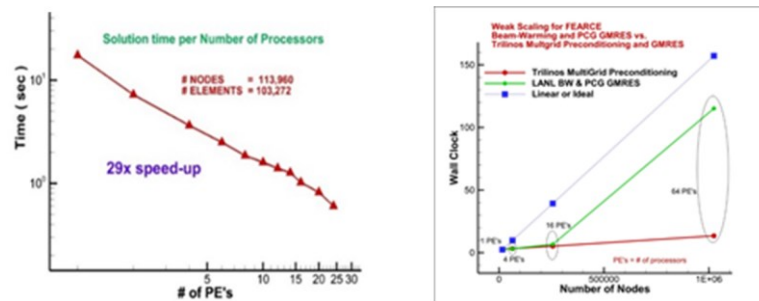 Solution time per Number of Processors
# NODES = 113,960
# ELEMENTS = 103,272
29x speed-up
Time ( sec )
10¹
10⁰
5 10 15 20 25 30
# of PE's
Weak Scaling for FEARCE
Beam-Warming and PCG GMRES vs.
Trilinos Multgrid Preconditioning and GMRES
Trilinos MultiGrid Preconditioning
LANL BW & PCG GMRES
Linear or Ideal
Wall Clock
150
100
50
0
1 PE's
4 PE's
16 PE's
64 PE's
PE's = # of processors
0 500000 1E+06
Number of Nodes